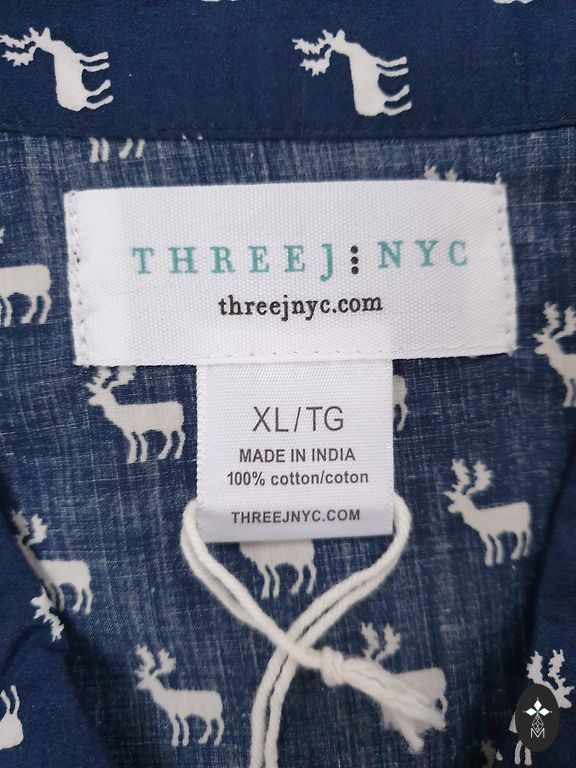 THREEJ NYC
threejnyc.com
XL/TG
MADE IN INDIA
100% cotton/coton
THREEJNYC.COM
M